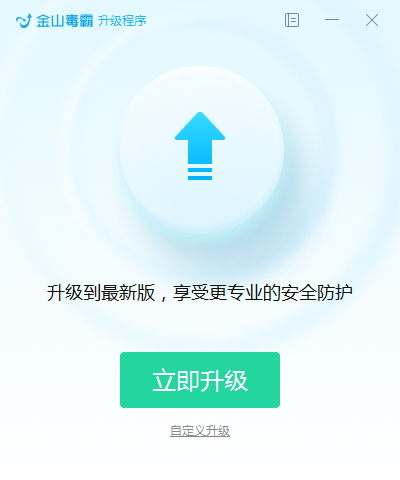 金山毒霸 升级程序
升级到最新版，享受更专业的安全防护
立即升级
自定义升级